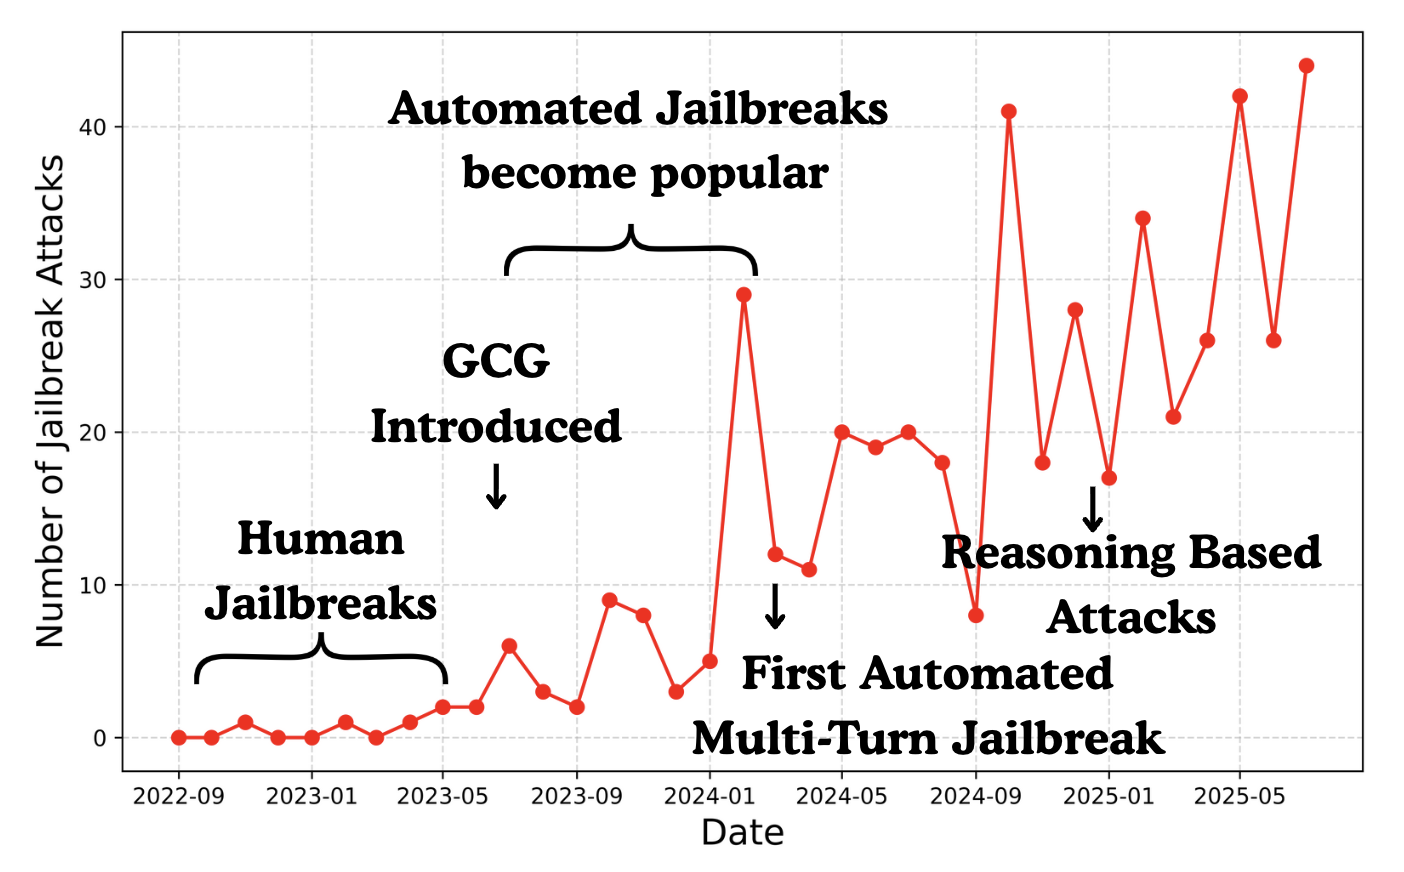 Automated Jailbreaks
become popular
GCG
Introduced
Human
Jailbreaks
Reasoning Based
Attacks
First Automated
Multi-Turn Jailbreak
Number of Jailbreak Attacks
40
30
20
10
0
2022-09 2023-01 2023-05 2023-09 2024-01 2024-05 2024-09 2025-01 2025-05
Date